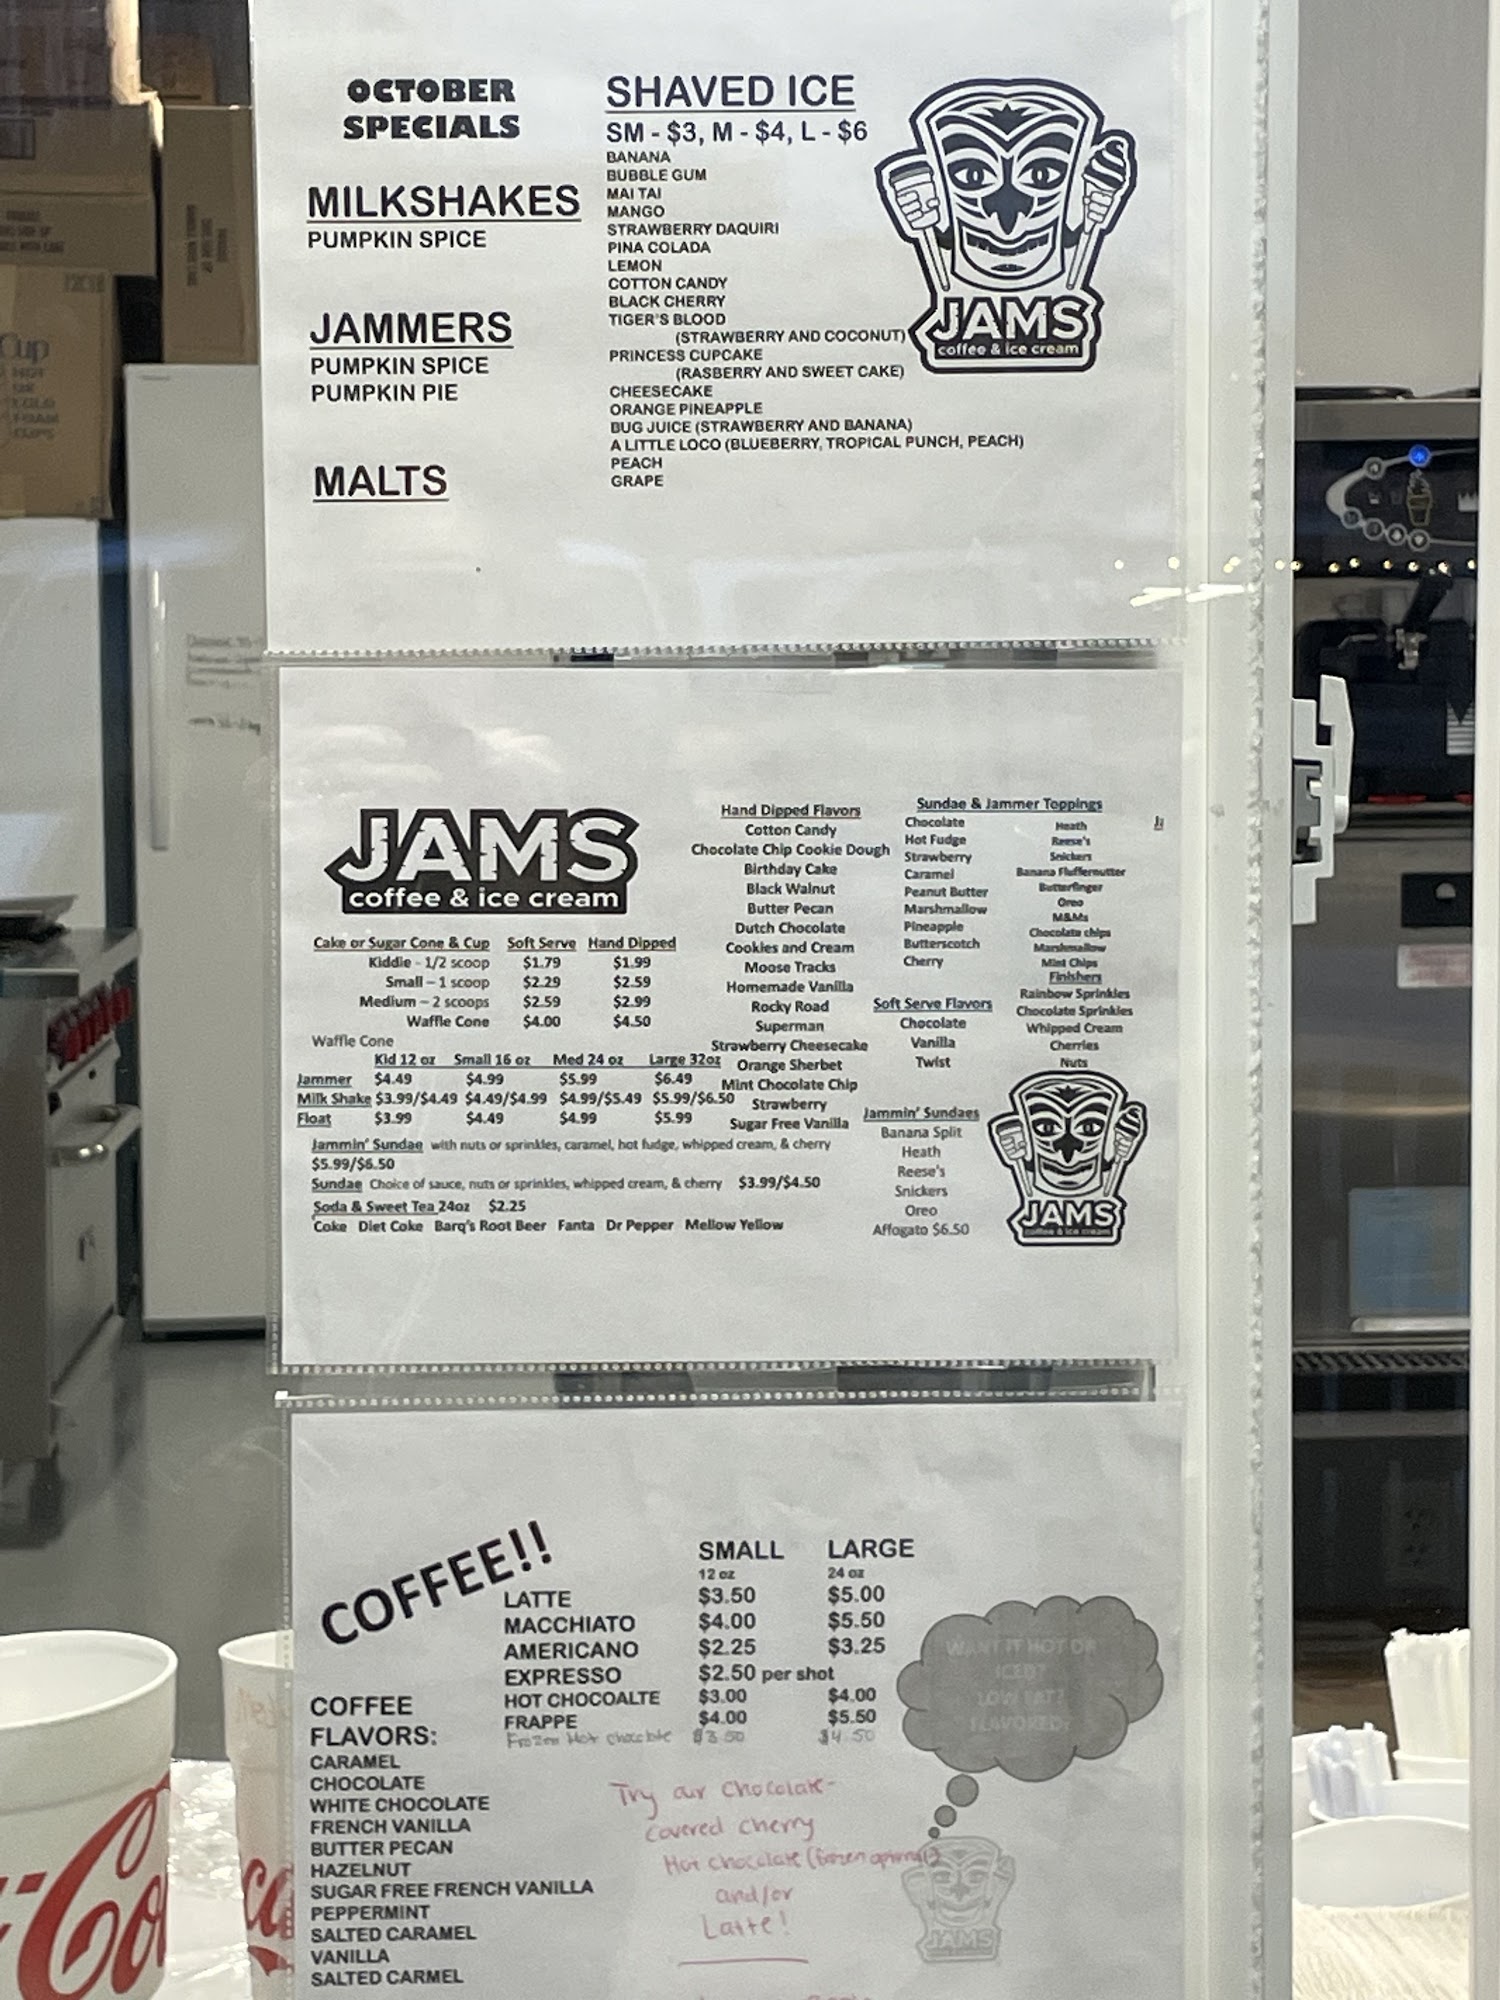 OCTOBER
SPECIALS
MILKSHAKES
PUMPKIN SPICE
JAMMERS
PUMPKIN SPICE
PUMPKIN PIE
MALTS
SHAVED ICE
SM - $3, M - $4, L - $6
BANANA
BUBBLE GUM
MAI TAI
MANGO
STRAWBERRY DAQUIRI
PINA COLADA
LEMON
COTTON CANDY
BLACK CHERRY
TIGER'S BLOOD
(STRAWBERRY AND COCONUT)
PRINCESS CUPCAKE
(RASBERRY AND SWEET CAKE)
CHEESECAKE
ORANGE PINEAPPLE
BUG JUICE (STRAWBERRY AND BANANA)
A LITTLE LOCO (BLUEBERRY, TROPICAL PUNCH, PEACH)
PEACH
GRAPE
JAMS
coffee & ice cream
Cup
HOT
OR
COLD
FOAM
CUPS
JAMS
coffee & ice cream
Cake or Sugar Cone & Cup Soft Serve Hand Dipped
Kiddie - 1/2 scoop $1.79 $1.99
Small – 1 scoop $2.29 $2.59
Medium – 2 scoops $2.59 $2.99
Waffle Cone $4.00 $4.50
Waffle Cone
Kid 12 oz Small 16 oz Med 24 oz Large 32oz
Jammer $4.49 $4.99 $5.99 $6.49
Milk Shake $3.99/$4.49 $4.49/$4.99 $4.99/$5.49 $5.99/$6.50
Float $3.99 $4.49 $4.99 $5.99
Jammin' Sundae with nuts or sprinkles, caramel, hot fudge, whipped cream, & cherry
$5.99/$6.50
Sundae Choice of sauce, nuts or sprinkles, whipped cream, & cherry $3.99/$4.50
Soda & Sweet Tea 24oz $2.25
Coke Diet Coke Barq's Root Beer Fanta Dr Pepper Mellow Yellow
Hand Dipped Flavors
Cotton Candy
Chocolate Chip Cookie Dough
Birthday Cake
Black Walnut
Butter Pecan
Dutch Chocolate
Cookies and Cream
Moose Tracks
Homemade Vanilla
Rocky Road
Superman
Strawberry Cheesecake
Orange Sherbet
Mint Chocolate Chip
Strawberry
Sugar Free Vanilla
Sundae & Jammer Toppings
Chocolate
Hot Fudge
Strawberry
Caramel
Peanut Butter
Marshmallow
Pineapple
Butterscotch
Cherry
Heath
Reese's
Snickers
Banana Fluffernutter
Butterfinger
Oreo
M&Ms
Chocolate chips
Marshmallow
Mint Chips
Finishers
Rainbow Sprinkles
Chocolate Sprinkles
Whipped Cream
Cherries
Nuts
Soft Serve Flavors
Chocolate
Vanilla
Twist
Jammin' Sundaes
Banana Split
Heath
Reese's
Snickers
Oreo
Affogato $6.50
JAMS
coffee & ice cream
COFFEE!!
SMALL LARGE
12 oz 24 oz
LATTE $3.50 $5.00
MACCHIATO $4.00 $5.50
AMERICANO $2.25 $3.25
EXPRESSO $2.50 per shot
HOT CHOCOALTE $3.00 $4.00
FRAPPE $4.00 $5.50
Frozen Hot chocolate $3.50 $4.50
WANT IT HOT OR
ICED?
LOW FAT?
FLAVORED?
COFFEE
FLAVORS:
CARAMEL
CHOCOLATE
WHITE CHOCOLATE
FRENCH VANILLA
BUTTER PECAN
HAZELNUT
SUGAR FREE FRENCH VANILLA
PEPPERMINT
SALTED CARAMEL
VANILLA
SALTED CARMEL
Try our Chocolate-
covered cherry
Hot chocolate (frozen optional)
and/or
Latte!
JAMS